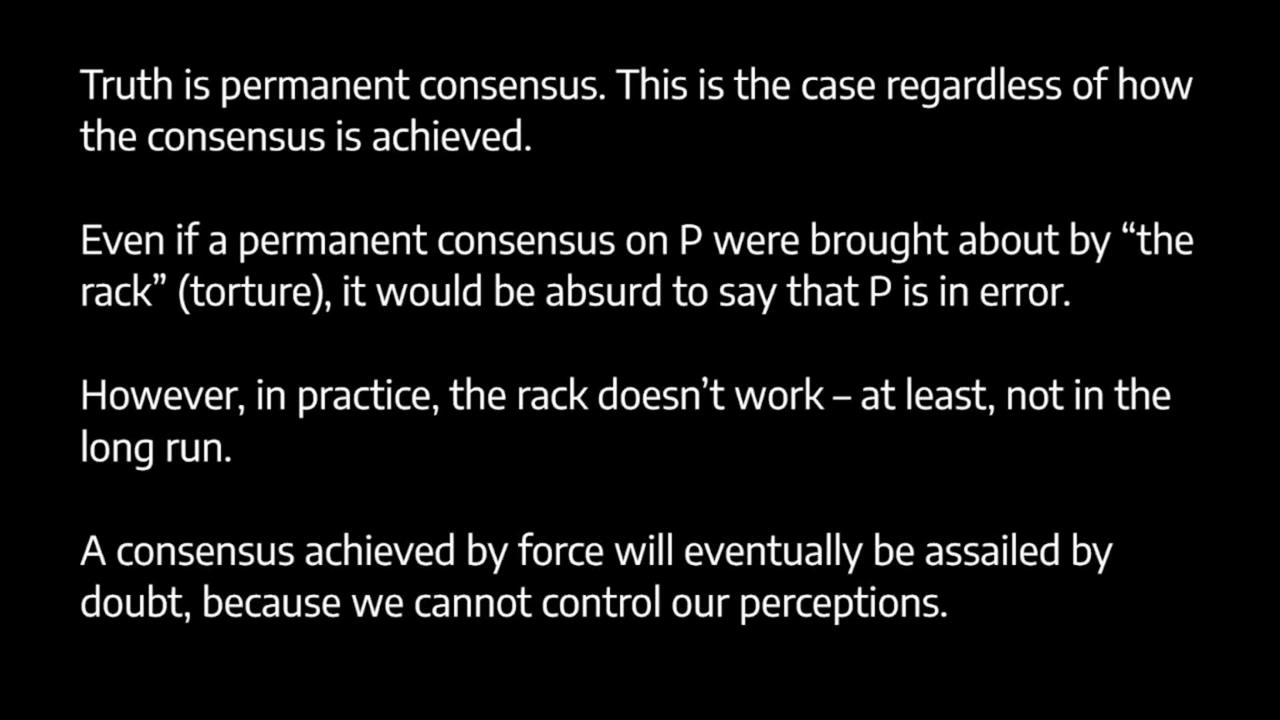 Truth is permanent consensus. This is the case regardless of how
the consensus is achieved.
Even if a permanent consensus on P were brought about by “the
rack” (torture), it would be absurd to say that P is in error.
However, in practice, the rack doesn’t work – at least, not in the
long run.
A consensus achieved by force will eventually be assailed by
doubt, because we cannot control our perceptions.